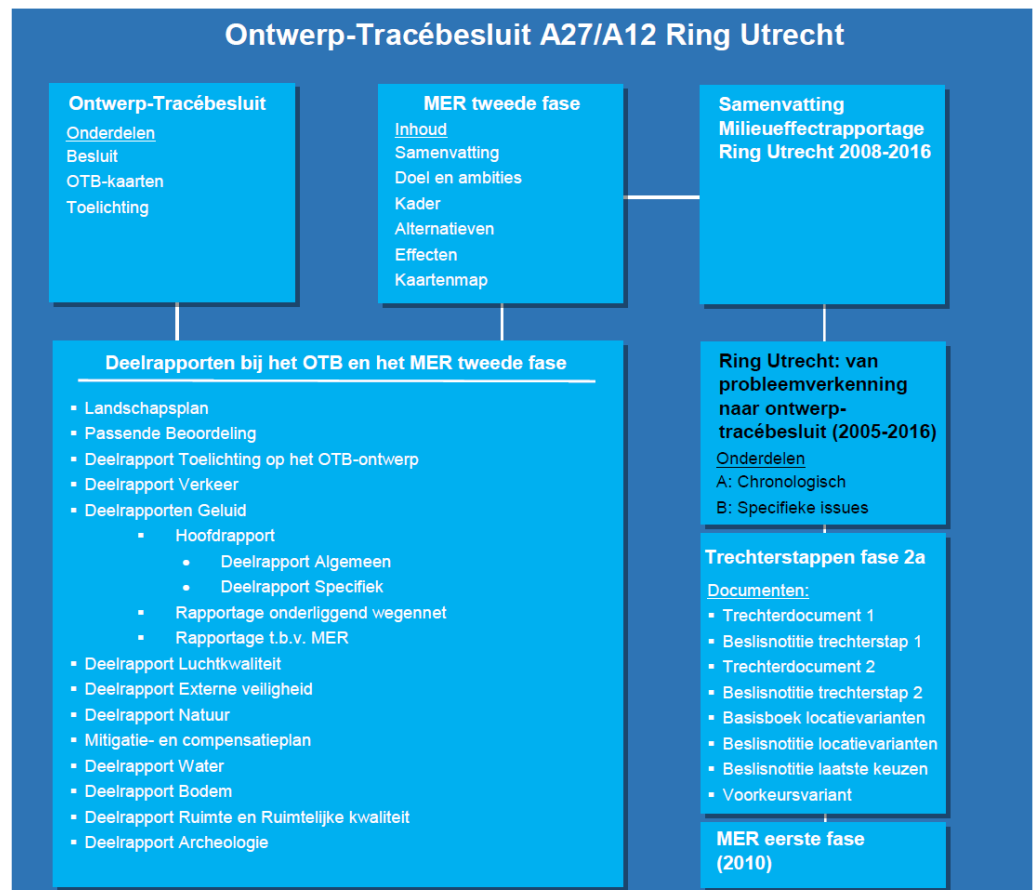 Ontwerp-Tracébesluit A27/A12 Ring Utrecht
Ontwerp-Tracébesluit
Onderdelen
Besluit
OTB-kaarten
Toelichting
MER tweede fase
Inhoud
Samenvatting
Doel en ambities
Kader
Alternatieven
Effecten
Kaartenmap
Samenvatting
Milieueffectrapportage
Ring Utrecht 2008-2016
Deelrapporten bij het OTB en het MER tweede fase
▪ Landschapsplan
▪ Passende Beoordeling
▪ Deelrapport Toelichting op het OTB-ontwerp
▪ Deelrapport Verkeer
▪ Deelrapporten Geluid
▪ Hoofdrapport
• Deelrapport Algemeen
• Deelrapport Specifiek
▪ Rapportage onderliggend wegennet
▪ Rapportage t.b.v. MER
▪ Deelrapport Luchtkwaliteit
▪ Deelrapport Externe veiligheid
▪ Deelrapport Natuur
▪ Mitigatie- en compensatieplan
▪ Deelrapport Water
▪ Deelrapport Bodem
▪ Deelrapport Ruimte en Ruimtelijke kwaliteit
▪ Deelrapport Archeologie
Ring Utrecht: van
probleemverkenning
naar ontwerp-
tracébesluit (2005-2016)
Onderdelen
A: Chronologisch
B: Specifieke issues
Trechterstappen fase 2a
Documenten:
▪ Trechterdocument 1
▪ Beslisnotitie trechterstap 1
▪ Trechterdocument 2
▪ Beslisnotitie trechterstap 2
▪ Basisboek locatievarianten
▪ Beslisnotitie locatievarianten
▪ Beslisnotitie laatste keuzen
▪ Voorkeursvariant
MER eerste fase
(2010)